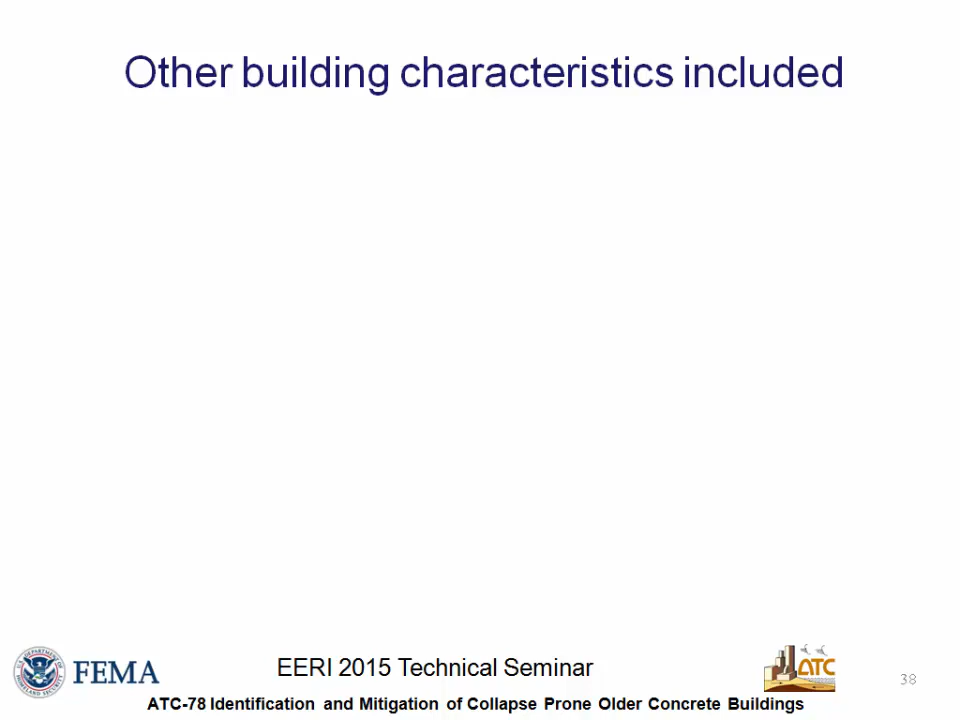 Other building characteristics included
FEMA
EERI 2015 Technical Seminar
ATC
38
ATC-78 Identification and Mitigation of Collapse Prone Older Concrete Buildings